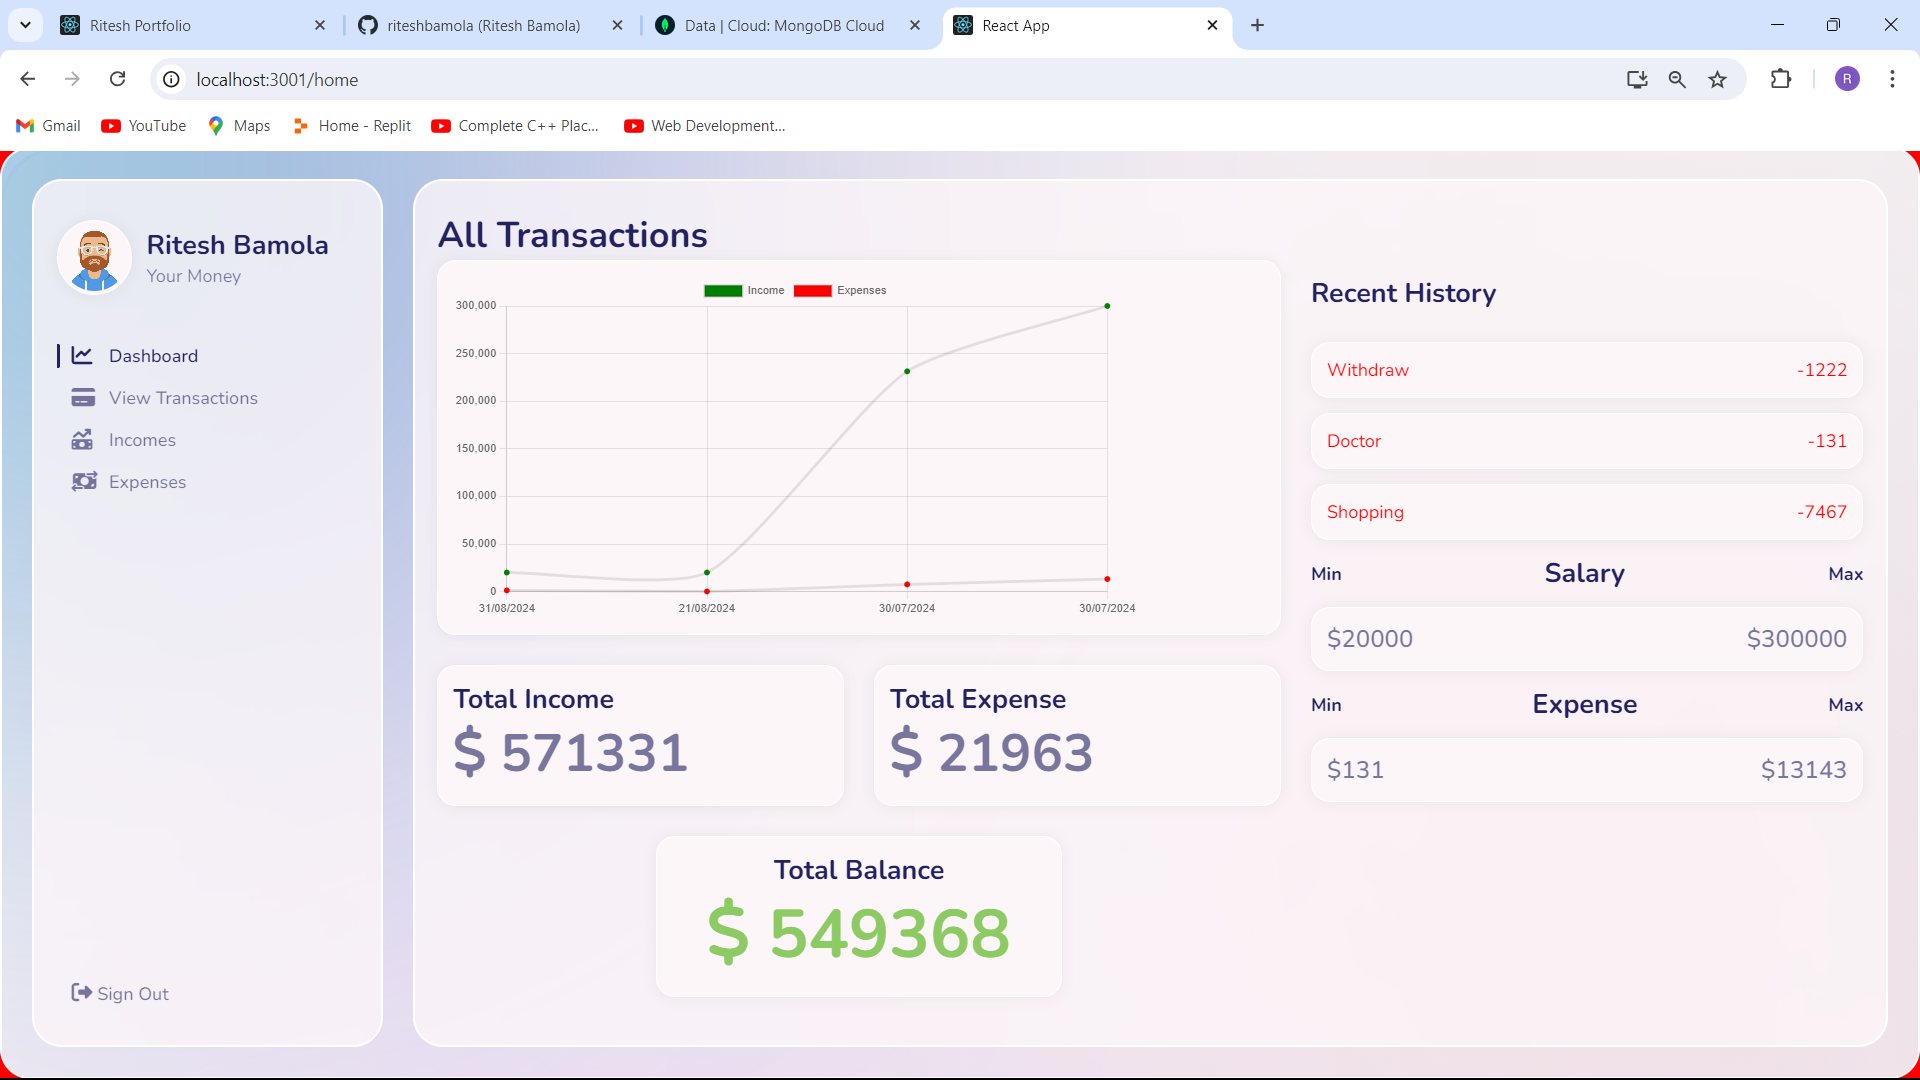 Ritesh Portfolio
riteshbamola (Ritesh Bamola)
Data | Cloud: MongoDB Cloud
React App
localhost:3001/home
R
Gmail
YouTube
Maps
Home - Replit
Complete C++ Plac...
Web Development...
Ritesh Bamola
Your Money
Dashboard
View Transactions
Incomes
Expenses
Sign Out
All Transactions
Income
Expenses
300,000
250,000
200,000
150,000
100,000
50,000
0
31/08/2024
21/08/2024
30/07/2024
30/07/2024
Total Income
$ 571331
Total Expense
$ 21963
Total Balance
$ 549368
Recent History
Withdraw -1222
Doctor -131
Shopping -7467
Min Salary Max
$20000 $300000
Min Expense Max
$131 $13143